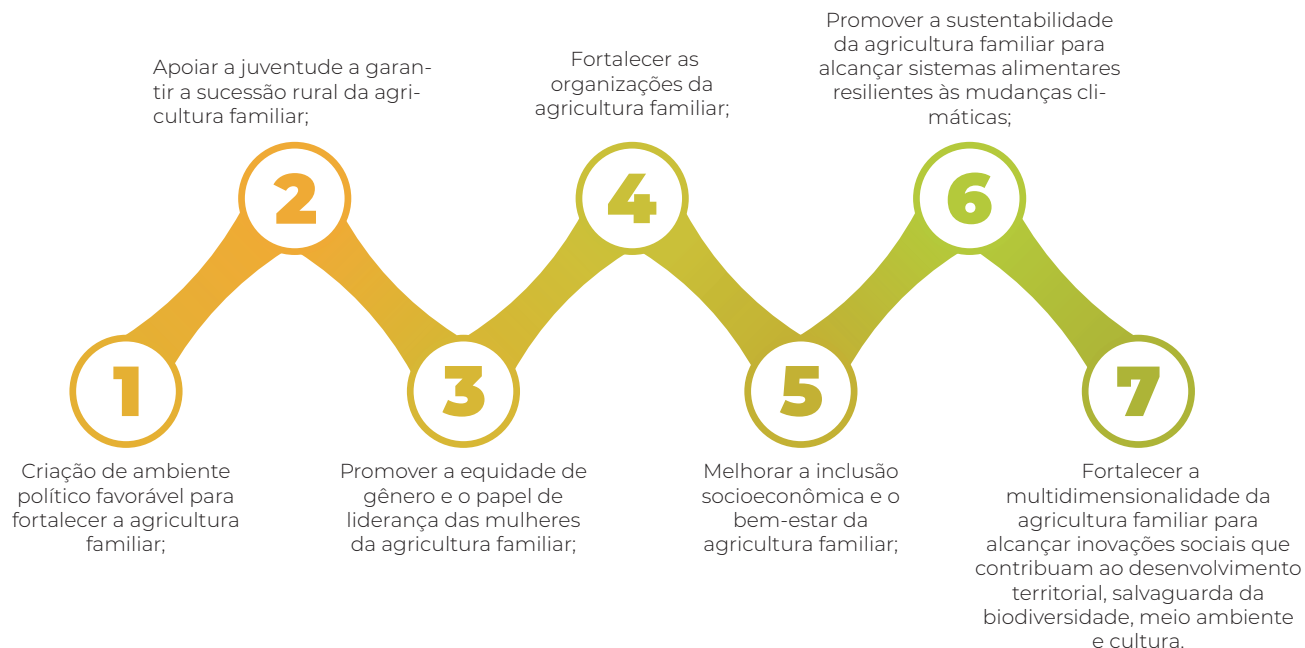 1
Criação de ambiente
político favorável para
fortalecer a agricultura
familiar;
2
Apoiar a juventude a garan-
tir a sucessão rural da agri-
cultura familiar;
3
Promover a equidade de
gênero e o papel de
liderança das mulheres
da agricultura familiar;
4
Fortalecer as
organizações da
agricultura familiar;
5
Melhorar a inclusão
socioeconômica e o
bem-estar da
agricultura familiar;
6
Promover a sustentabilidade
da agricultura familiar para
alcançar sistemas alimentares
resilientes às mudanças cli-
máticas;
7
Fortalecer a
multidimensionalidade da
agricultura familiar para
alcançar inovações sociais que
contribuam ao desenvolvimento
territorial, salvaguarda da
biodiversidade, meio ambiente
e cultura.